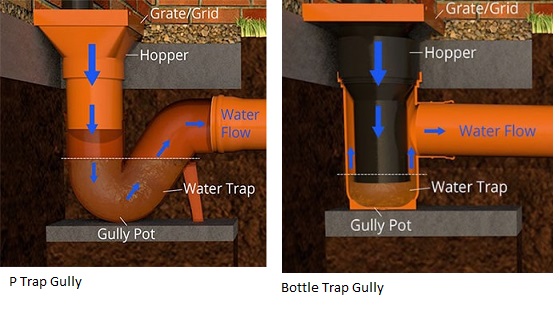 Grate/Grid
Hopper
Water
Flow
Water Trap
Gully Pot
P Trap Gully
Grate/Grid
Hopper
Water Flow
Water Trap
Gully Pot
Bottle Trap Gully